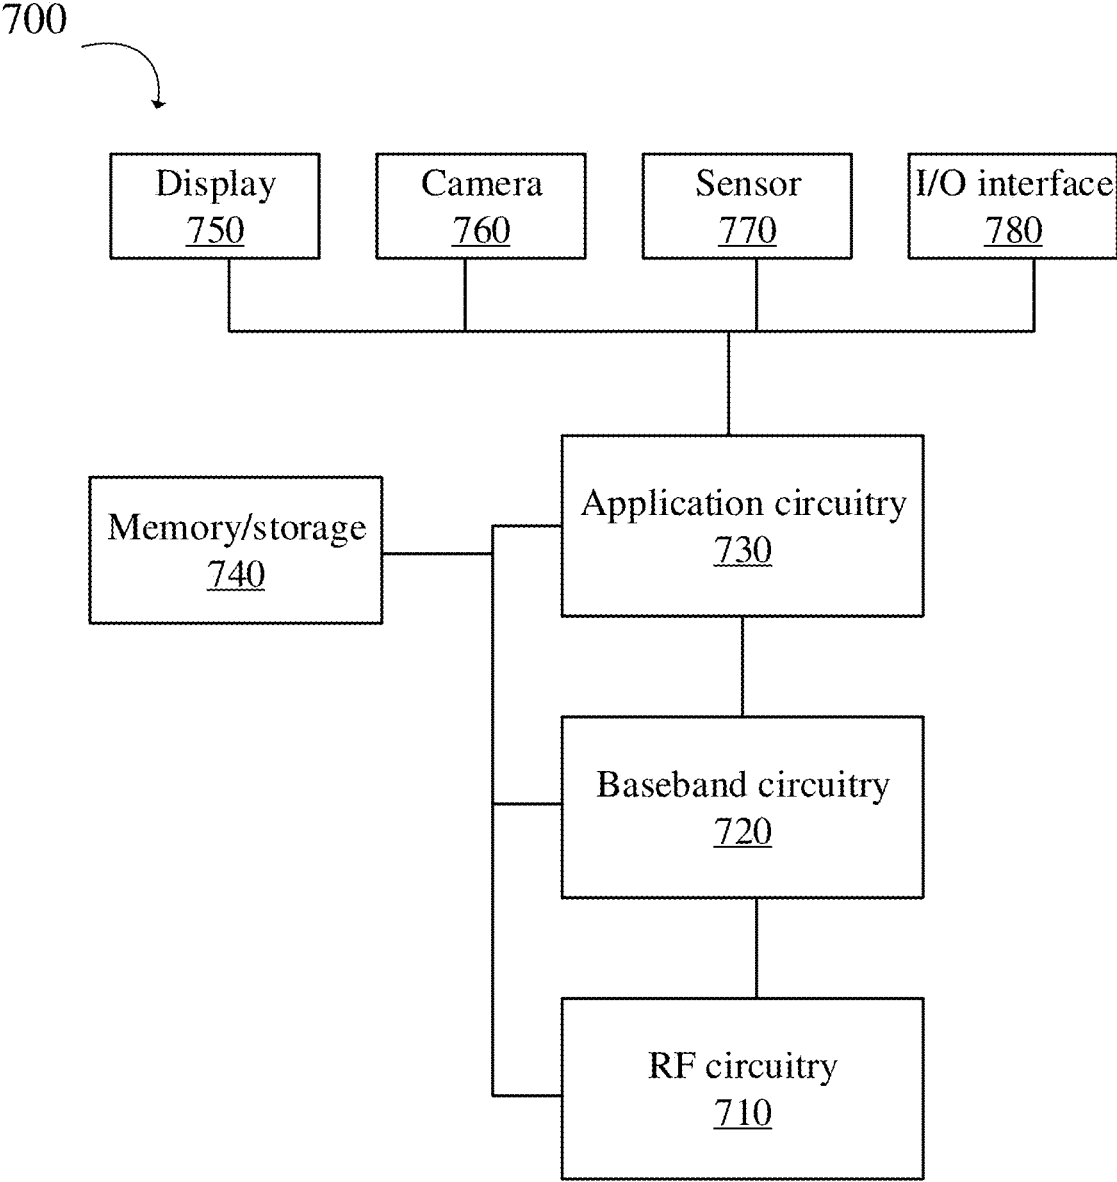 700
Display
750
Camera
760
Sensor
770
I/O interface
780
Application circuitry
730
Memory/storage
740
Baseband circuitry
720
RF circuitry
710